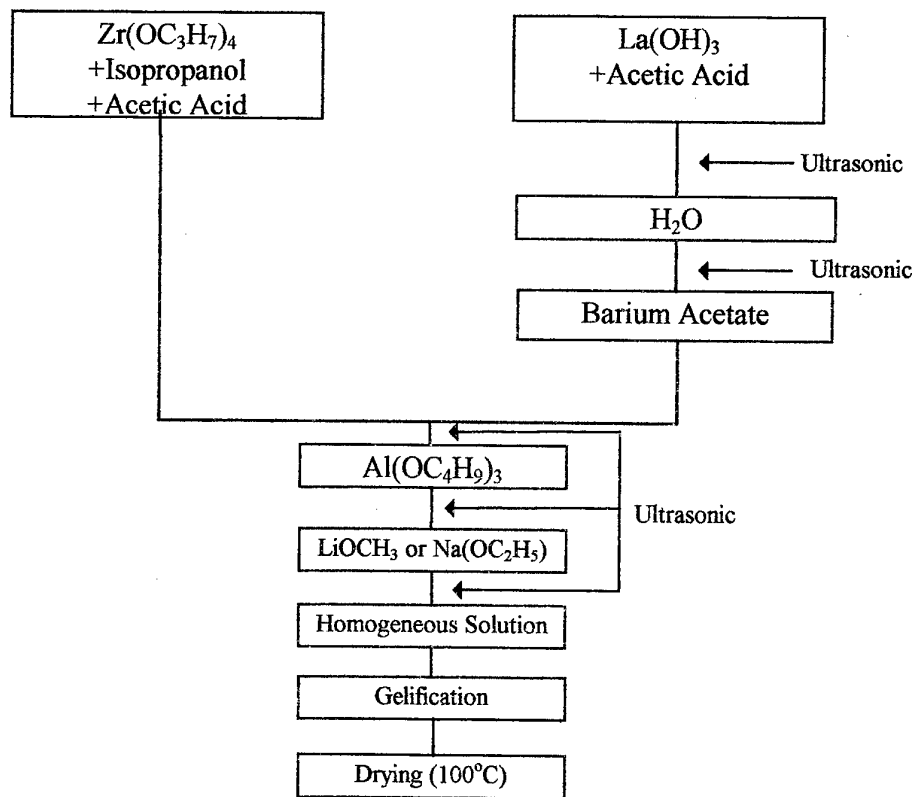 Zr(OC₃H₇)₄
+Isopropanol
+Acetic Acid
La(OH)₃
+Acetic Acid
Ultrasonic
H₂O
Ultrasonic
Barium Acetate
Al(OC₄H₉)₃
Ultrasonic
LiOCH₃ or Na(OC₂H₅)
Homogeneous Solution
Gelification
Drying (100°C)